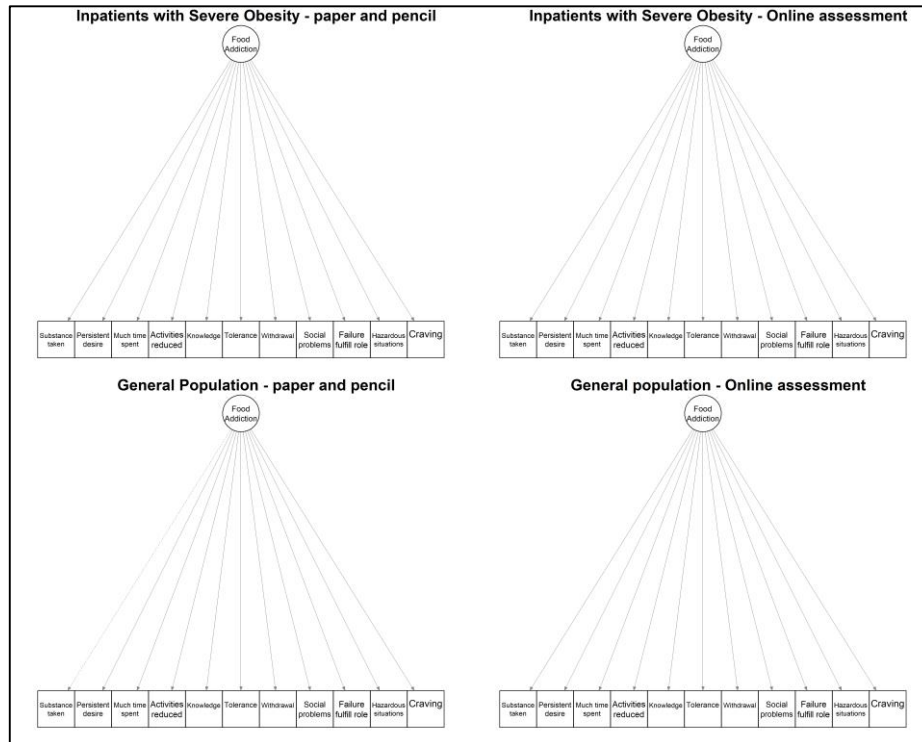 Inpatients with Severe Obesity - paper and pencil
Food
Addiction
Substance
taken
Persistent
desire
Much time
spent
Activities
reduced
Knowledge
Tolerance
Withdrawal
Social
problems
Failure
fulfill role
Hazardous
situations
Craving
Inpatients with Severe Obesity - Online assessment
Food
Addiction
Substance
taken
Persistent
desire
Much time
spent
Activities
reduced
Knowledge
Tolerance
Withdrawal
Social
problems
Failure
fulfill role
Hazardous
situations
Craving
General Population - paper and pencil
Food
Addiction
Substance
taken
Persistent
desire
Much time
spent
Activities
reduced
Knowledge
Tolerance
Withdrawal
Social
problems
Failure
fulfill role
Hazardous
situations
Craving
General population - Online assessment
Food
Addiction
Substance
taken
Persistent
desire
Much time
spent
Activities
reduced
Knowledge
Tolerance
Withdrawal
Social
problems
Failure
fulfill role
Hazardous
situations
Craving